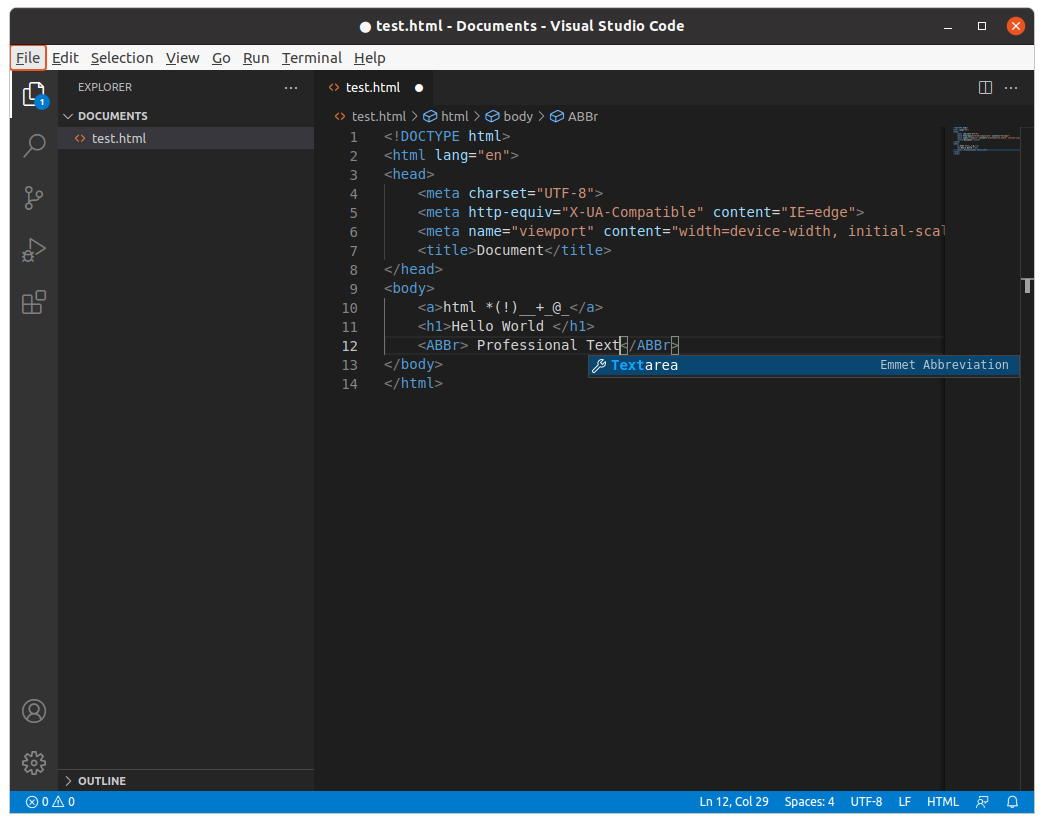 ● test.html - Documents - Visual Studio Code
File Edit Selection View Go Run Terminal Help
EXPLORER ···
DOCUMENTS
test.html
1
test.html ●
test.html > html > body > ABBr
1 <!DOCTYPE html>
2 <html lang="en">
3 <head>
4 <meta charset="UTF-8">
5 <meta http-equiv="X-UA-Compatible" content="IE=edge">
6 <meta name="viewport" content="width=device-width, initial-scal
7 <title>Document</title>
8 </head>
9 <body>
10 <a>html *(!)__+_@_</a>
11 <h1>Hello World </h1>
12 <ABBr> Professional Text</ABBr>
Textarea Emmet Abbreviation
13 </body>
14 </html>
OUTLINE
0 0 Ln 12, Col 29 Spaces: 4 UTF-8 LF HTML